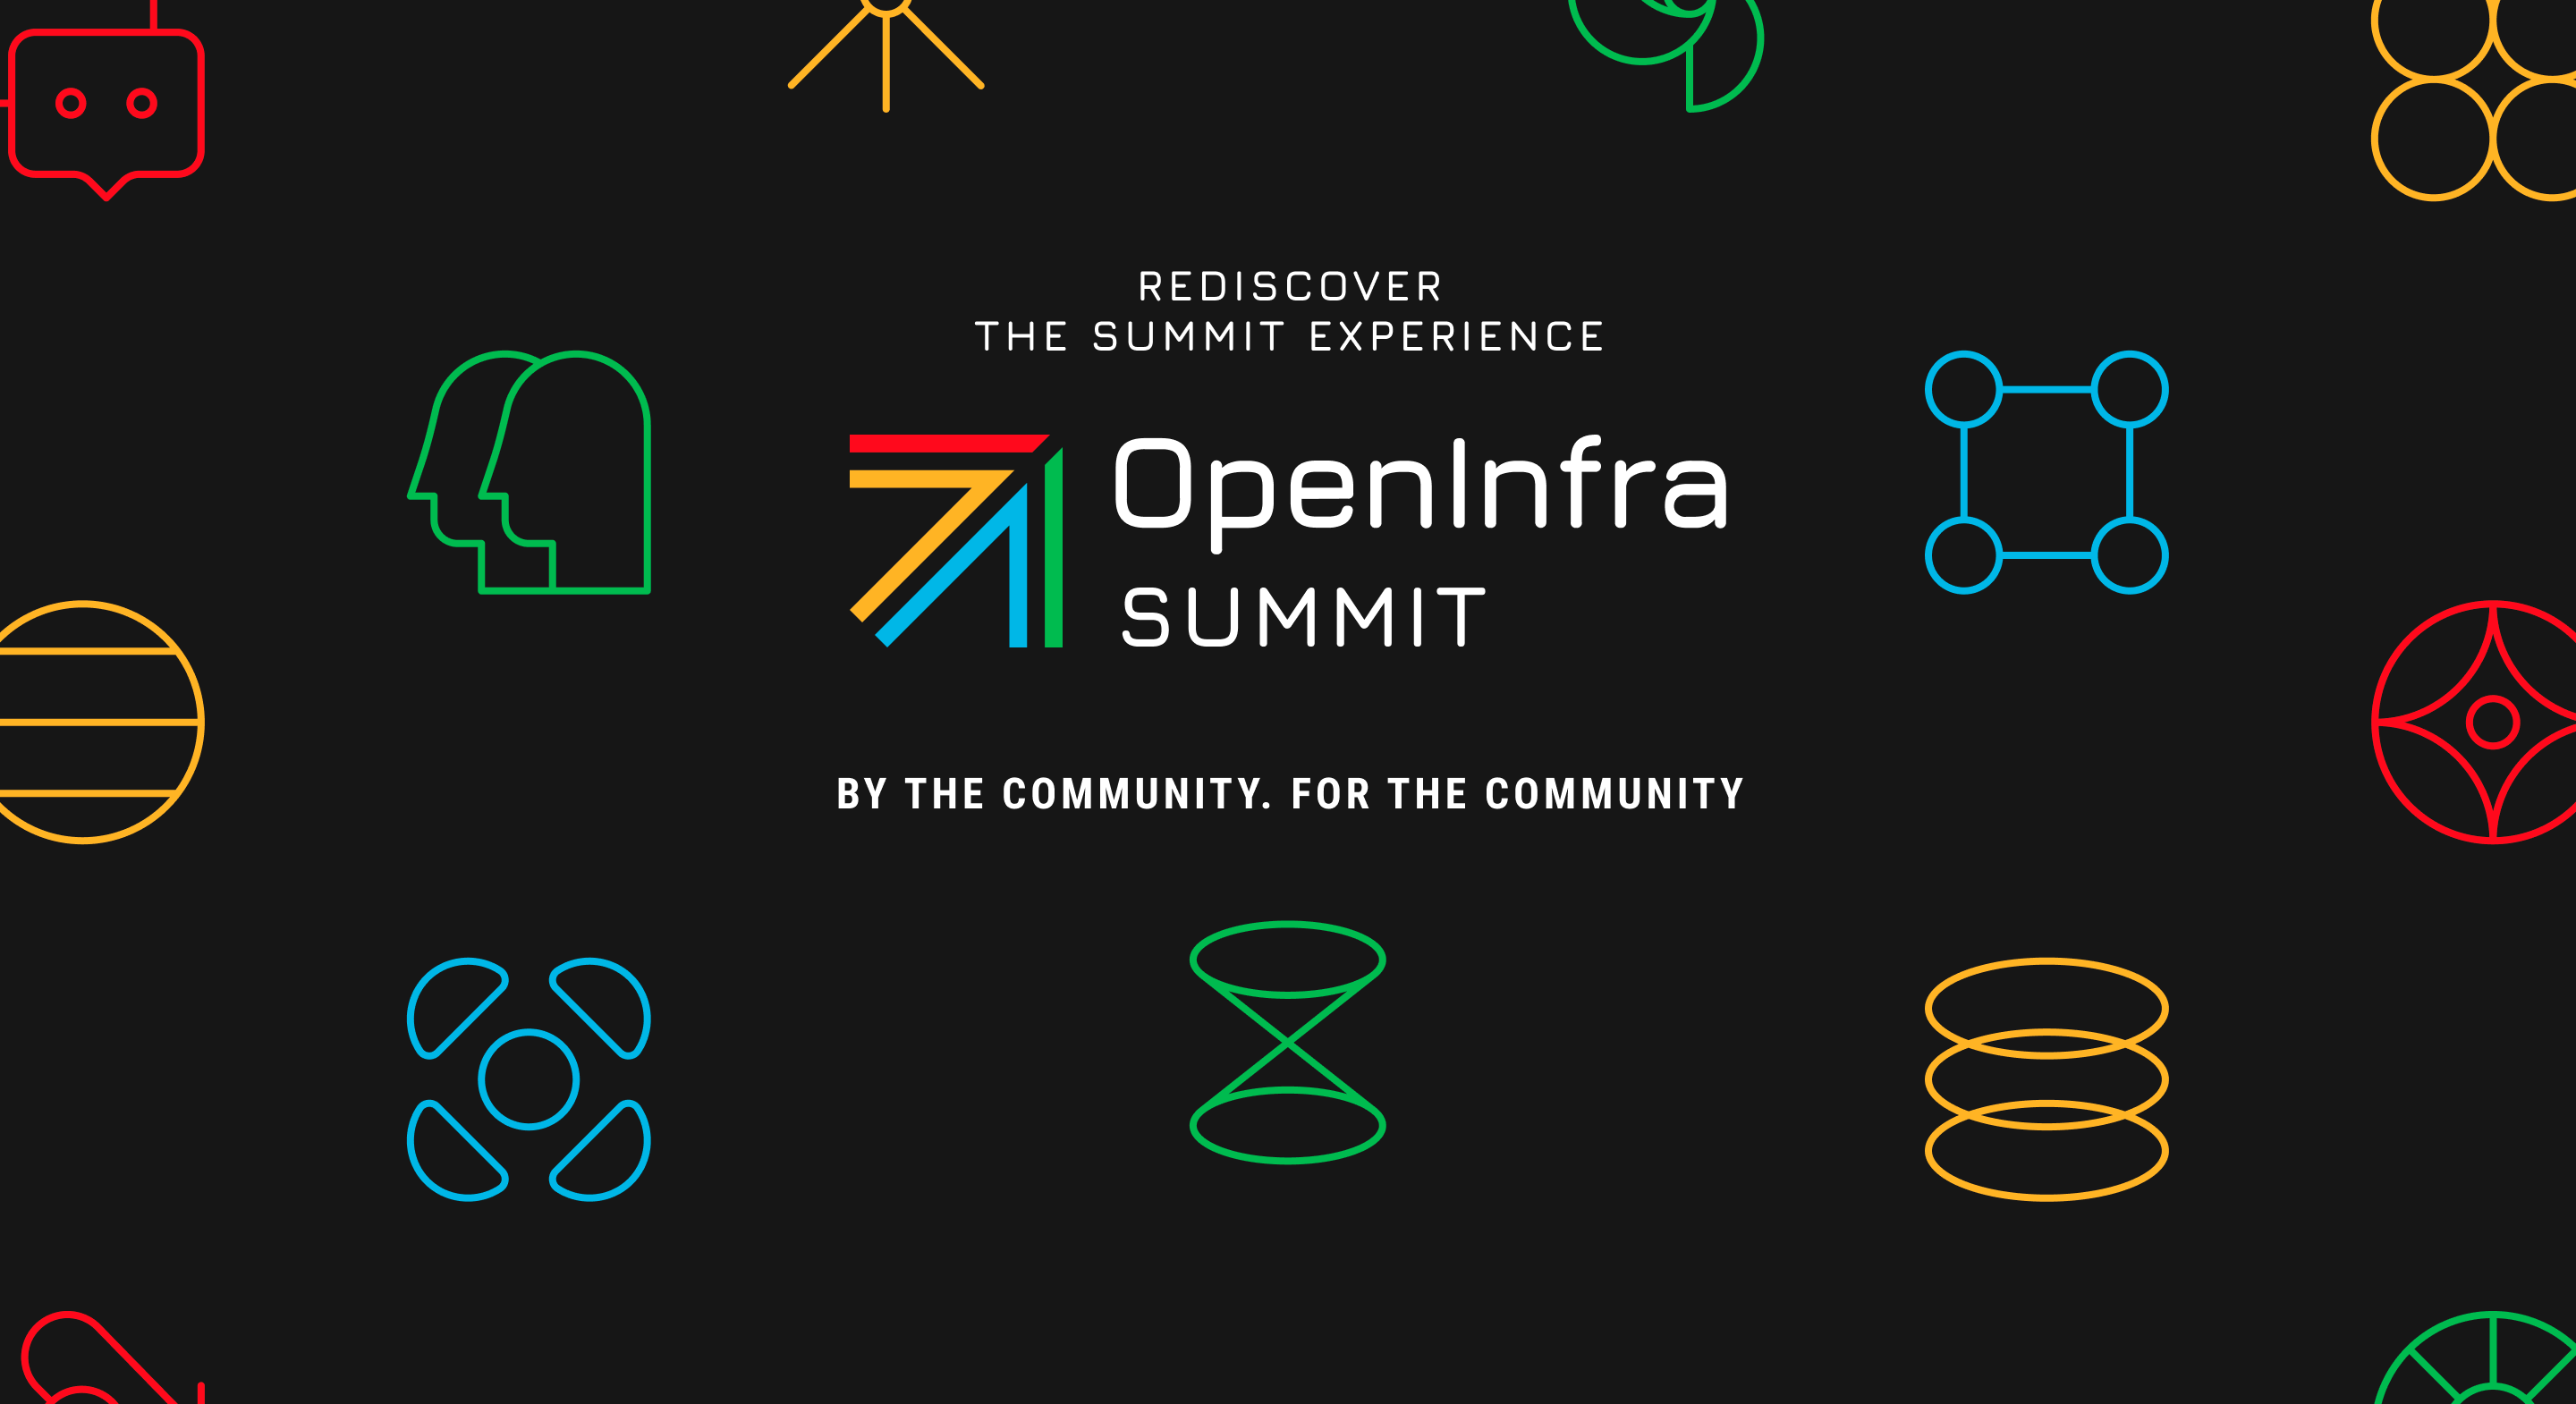 REDISCOVER
THE SUMMIT EXPERIENCE
OpenInfra
SUMMIT
BY THE COMMUNITY. FOR THE COMMUNITY